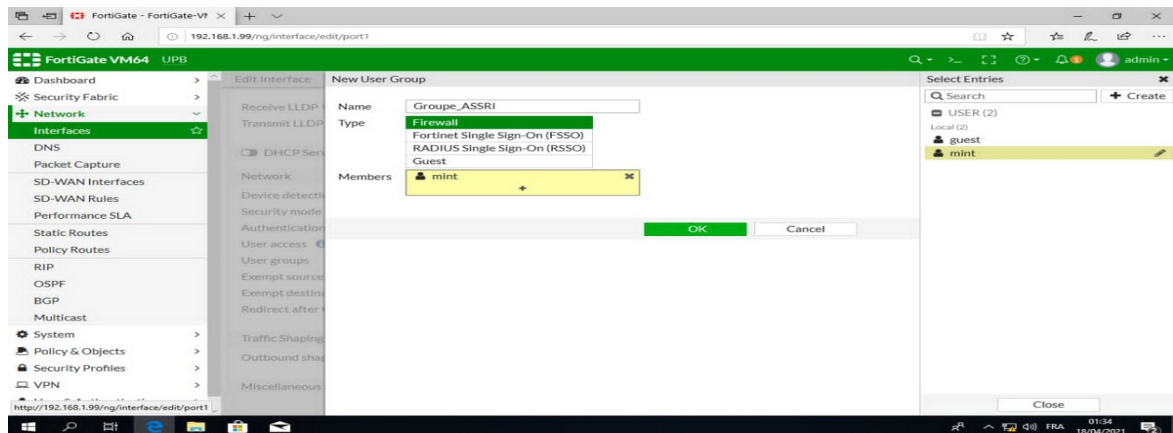 FortiGate - FortiGate-VM
192.168.1.99/ng/interface/edit/port1
FortiGate VM64 UPB
admin
Dashboard
Security Fabric
Network
Interfaces
DNS
Packet Capture
SD-WAN Interfaces
SD-WAN Rules
Performance SLA
Static Routes
Policy Routes
RIP
OSPF
BGP
Multicast
System
Policy & Objects
Security Profiles
VPN
http://192.168.1.99/ng/interface/edit/port1
Edit Interface
Receive LLDP
Transmit LLDP
DHCP Serv
Network
Device detecti
Security mode
Authentication
User access
User groups
Exempt source
Exempt destina
Redirect after
Traffic Shaping
Outbound shap
Miscellaneous
New User Group
Name Groupe_ASSRI
Type Firewall
Fortinet Single Sign-On (FSSO)
RADIUS Single Sign-On (RSSO)
Guest
Members mint
+
OK Cancel
Select Entries
Search + Create
USER (2)
Local (2)
guest
mint
Close
FRA
01:34
18/04/2021